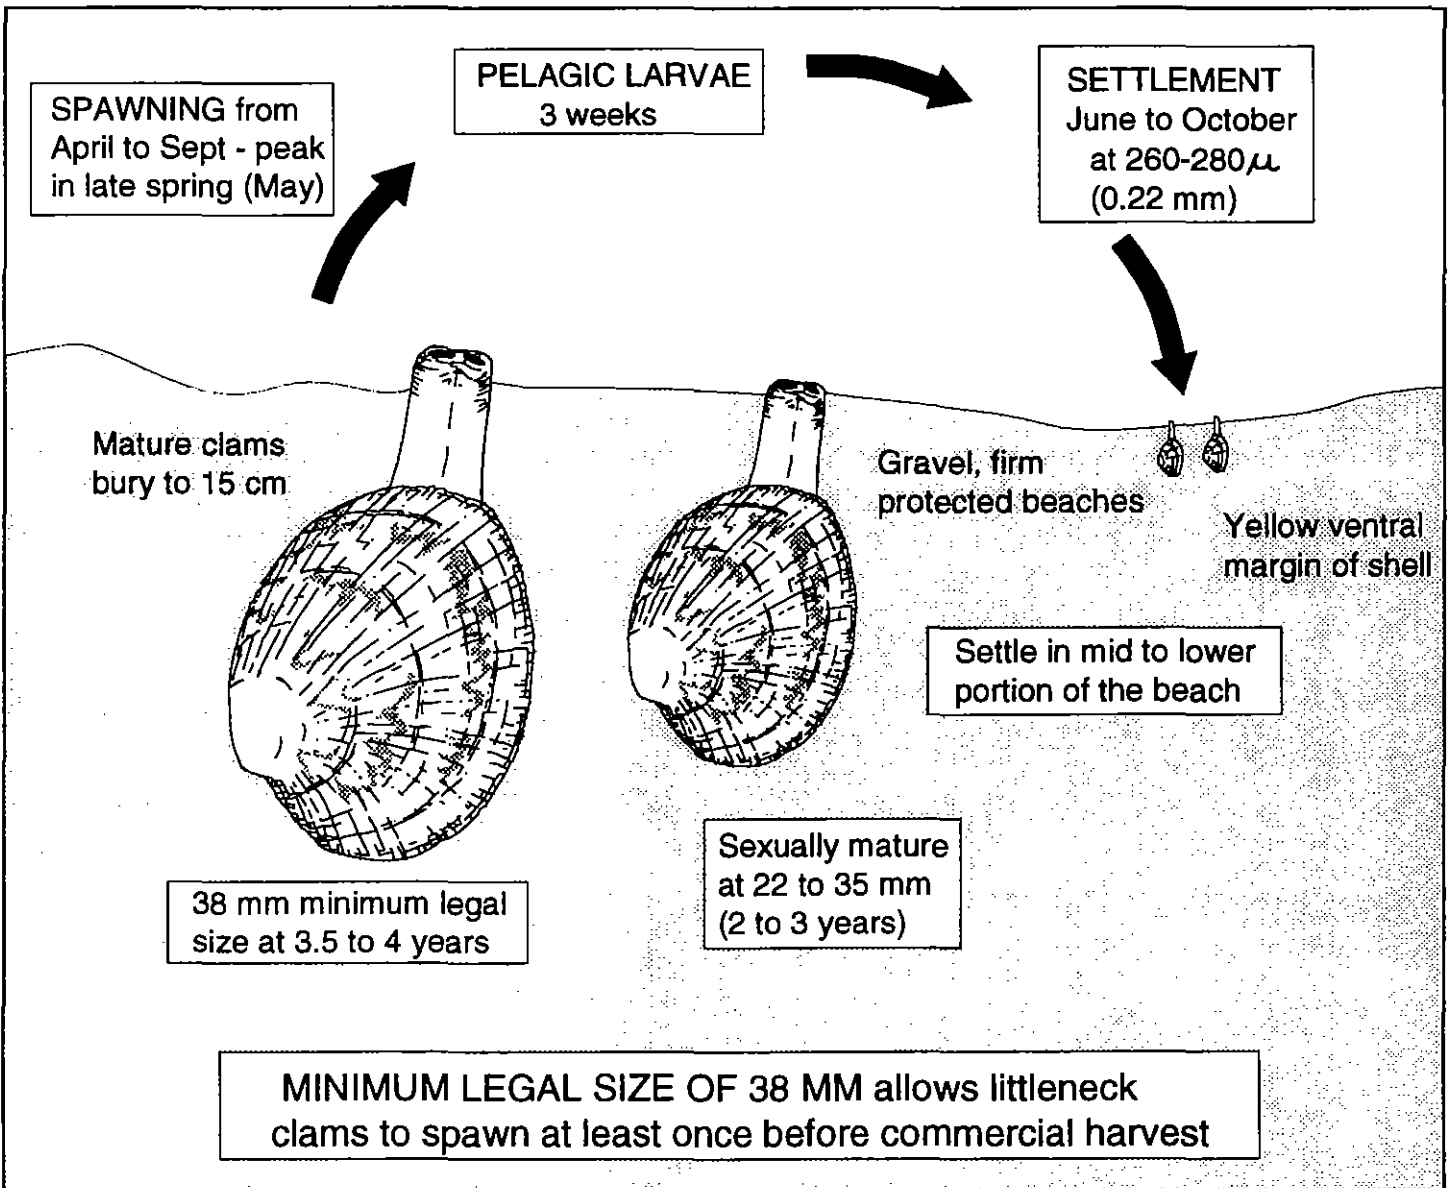 SPAWNING from
April to Sept - peak
in late spring (May)
PELAGIC LARVAE
3 weeks
SETTLEMENT
June to October
at 260-280μ
(0.22 mm)
Mature clams
bury to 15 cm
Gravel, firm
protected beaches
Yellow ventral
margin of shell
Settle in mid to lower
portion of the beach
Sexually mature
at 22 to 35 mm
(2 to 3 years)
38 mm minimum legal
size at 3.5 to 4 years
MINIMUM LEGAL SIZE OF 38 MM allows littleneck
clams to spawn at least once before commercial harvest